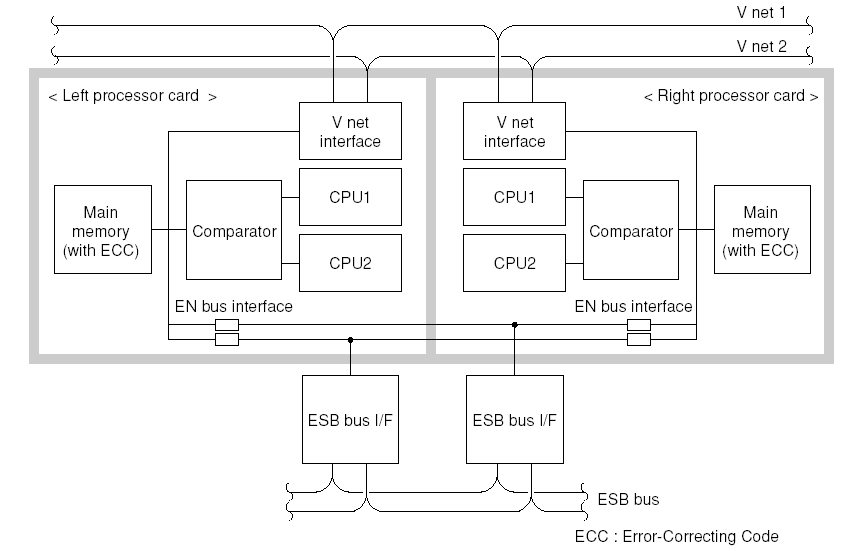 V net 1
V net 2
< Left processor card >
< Right processor card >
V net
interface
V net
interface
CPU1
CPU1
Main
memory
(with ECC)
Comparator
Comparator
Main
memory
(with ECC)
CPU2
CPU2
EN bus interface
EN bus interface
ESB bus I/F
ESB bus I/F
ESB bus
ECC : Error-Correcting Code